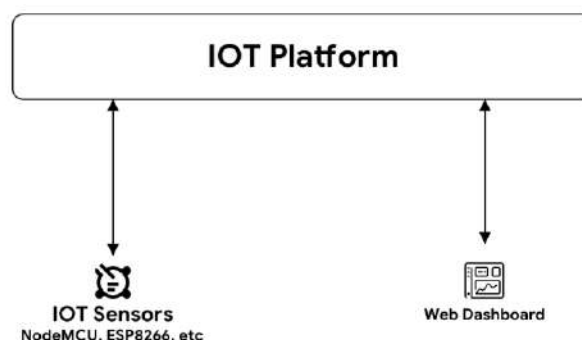 IOT Platform
IOT Sensors
NodeMCU, ESP8266, etc
Web Dashboard